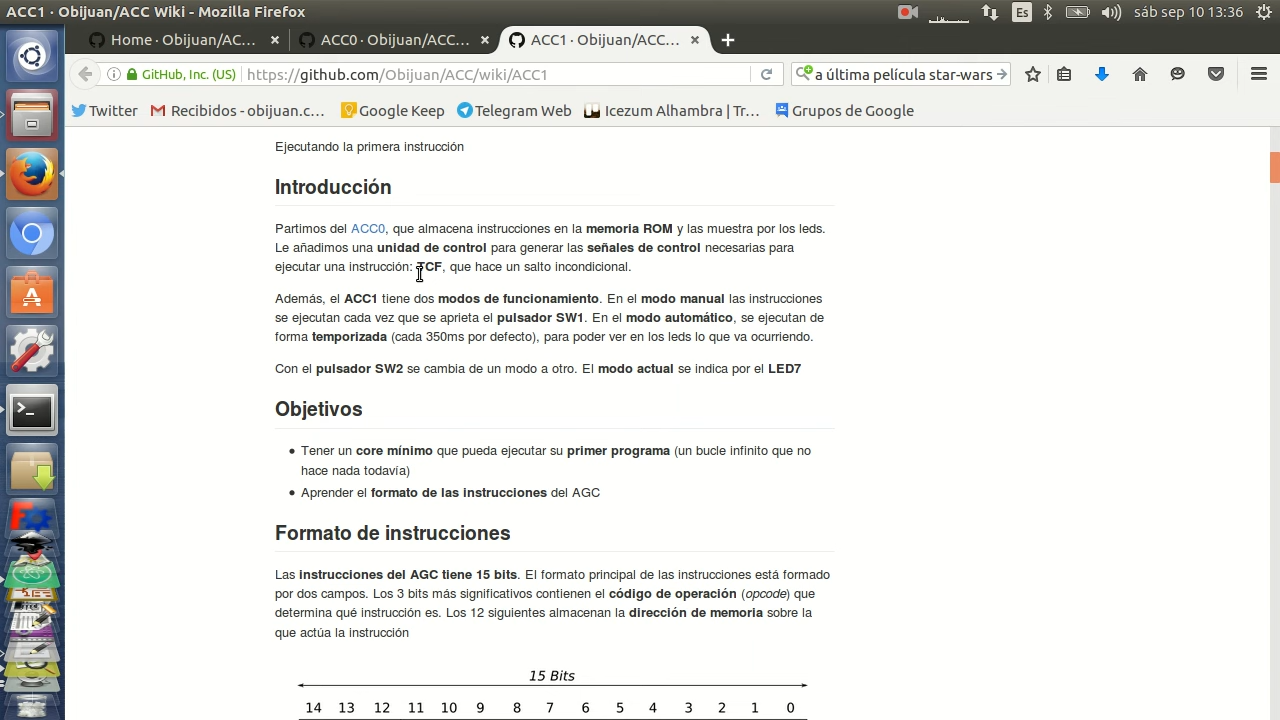 ACC1 · Obijuan/ACC Wiki - Mozilla Firefox
Es
sáb sep 10 13:36
Home · Obijuan/AC... ×
ACC0 · Obijuan/ACC... ×
ACC1 · Obijuan/ACC... ×
GitHub, Inc. (US)
https://github.com/Obijuan/ACC/wiki/ACC1
a última película star-wars
Twitter
Recibidos - obijuan.c...
Google Keep
Telegram Web
Icezum Alhambra | Tr...
Grupos de Google
Ejecutando la primera instrucción
Introducción
Partimos del ACC0, que almacena instrucciones en la memoria ROM y las muestra por los leds.
Le añadimos una unidad de control para generar las señales de control necesarias para
ejecutar una instrucción: TCF, que hace un salto incondicional.
Además, el ACC1 tiene dos modos de funcionamiento. En el modo manual las instrucciones
se ejecutan cada vez que se aprieta el pulsador SW1. En el modo automático, se ejecutan de
forma temporizada (cada 350ms por defecto), para poder ver en los leds lo que va ocurriendo.
Con el pulsador SW2 se cambia de un modo a otro. El modo actual se indica por el LED7
Objetivos
• Tener un core mínimo que pueda ejecutar su primer programa (un bucle infinito que no
hace nada todavía)
• Aprender el formato de las instrucciones del AGC
Formato de instrucciones
Las instrucciones del AGC tiene 15 bits. El formato principal de las instrucciones está formado
por dos campos. Los 3 bits más significativos contienen el código de operación (opcode) que
determina qué instrucción es. Los 12 siguientes almacenan la dirección de memoria sobre la
que actúa la instrucción
15 Bits
14 13 12 11 10 9 8 7 6 5 4 3 2 1 0